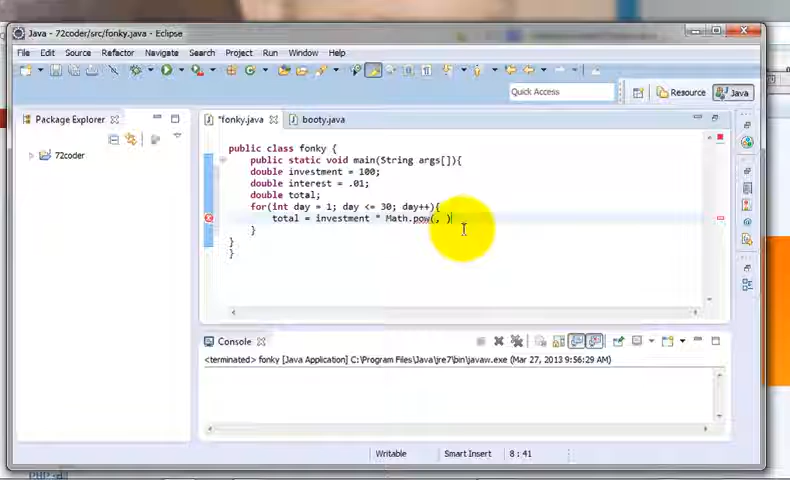 Java - 72coder/src/fonky.java - Eclipse
File Edit Source Refactor Navigate Search Project Run Window Help
Quick Access Resource Java
Package Explorer
*fonky.java booty.java
72coder
public class fonky {
public static void main(String args[]){
double investment = 100;
double interest = .01;
double total;
for(int day = 1; day <= 30; day++){
total = investment * Math.pow(, )
}
}
}
Console
<terminated> fonky [Java Application] C:\Program Files\Java\jre7\bin\javaw.exe (Mar 27, 2013 9:56:29 AM)
Writable Smart Insert 8 : 41